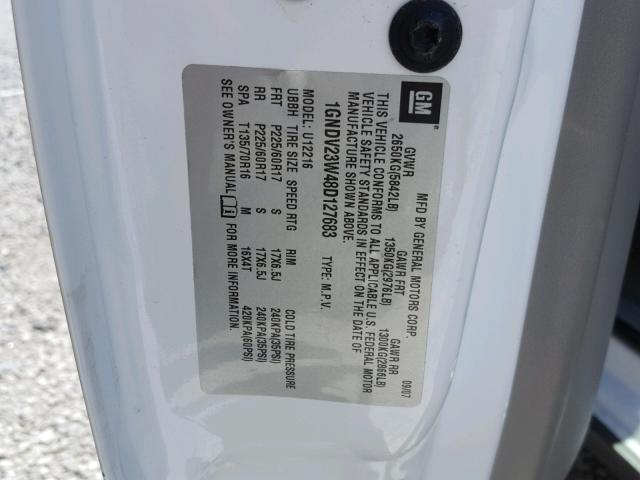 GM
MFD BY GENERAL MOTORS CORP. 09/07
GVWR GAWR FRT GAWR RR
2650KG(5842LB) 1350KG(2976LB) 1300KG(2866LB)
THIS VEHICLE CONFORMS TO ALL APPLICABLE U.S. FEDERAL MOTOR
VEHICLE SAFETY STANDARDS IN EFFECT ON THE DATE OF
MANUFACTURE SHOWN ABOVE.
1GNDV23W48D127683 TYPE: M.P.V.
MODEL: U12216
UBBH TIRE SIZE SPEED RTG RIM COLD TIRE PRESSURE
FRT P225/60R17 S 17X6.5J 240KPA(35PSI)
RR P225/60R17 S 17X6.5J 240KPA(35PSI)
SPA T135/70R16 M 16X4T 420KPA(60PSI)
SEE OWNER'S MANUAL FOR MORE INFORMATION.